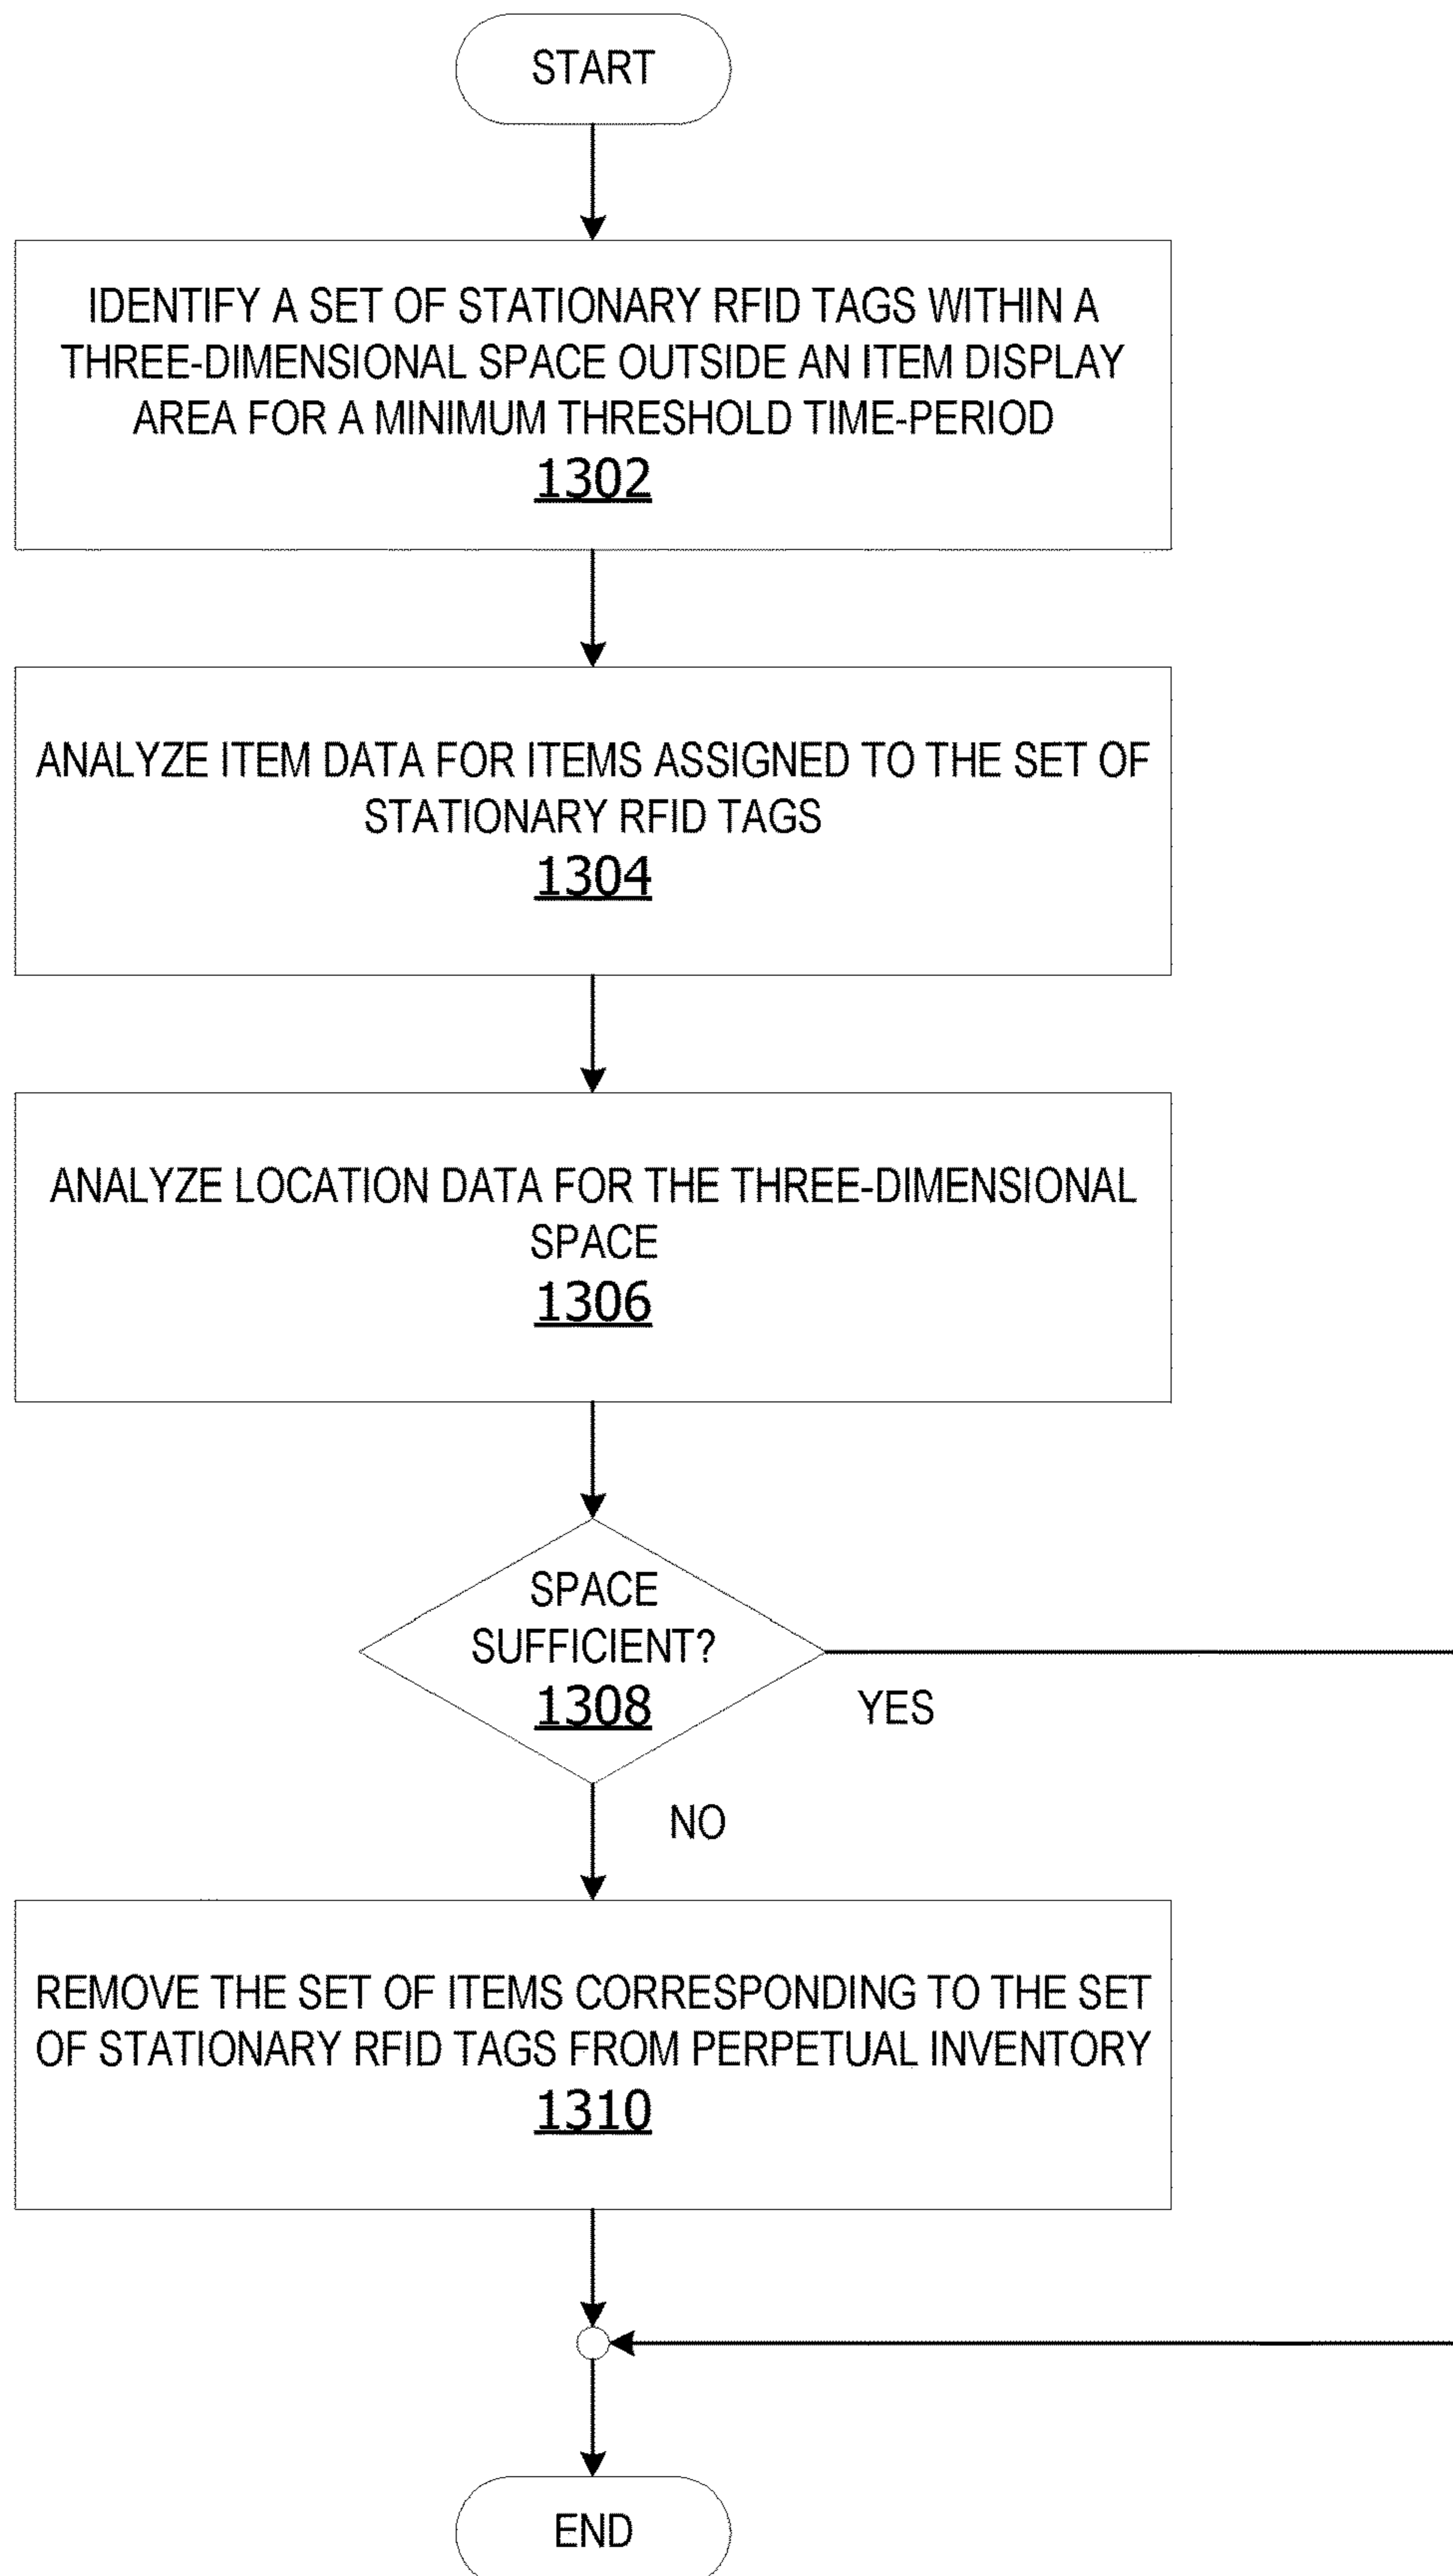 START
IDENTIFY A SET OF STATIONARY RFID TAGS WITHIN A
THREE-DIMENSIONAL SPACE OUTSIDE AN ITEM DISPLAY
AREA FOR A MINIMUM THRESHOLD TIME-PERIOD
1302
ANALYZE ITEM DATA FOR ITEMS ASSIGNED TO THE SET OF
STATIONARY RFID TAGS
1304
ANALYZE LOCATION DATA FOR THE THREE-DIMENSIONAL
SPACE
1306
SPACE
SUFFICIENT?
1308
YES
NO
REMOVE THE SET OF ITEMS CORRESPONDING TO THE SET
OF STATIONARY RFID TAGS FROM PERPETUAL INVENTORY
1310
END